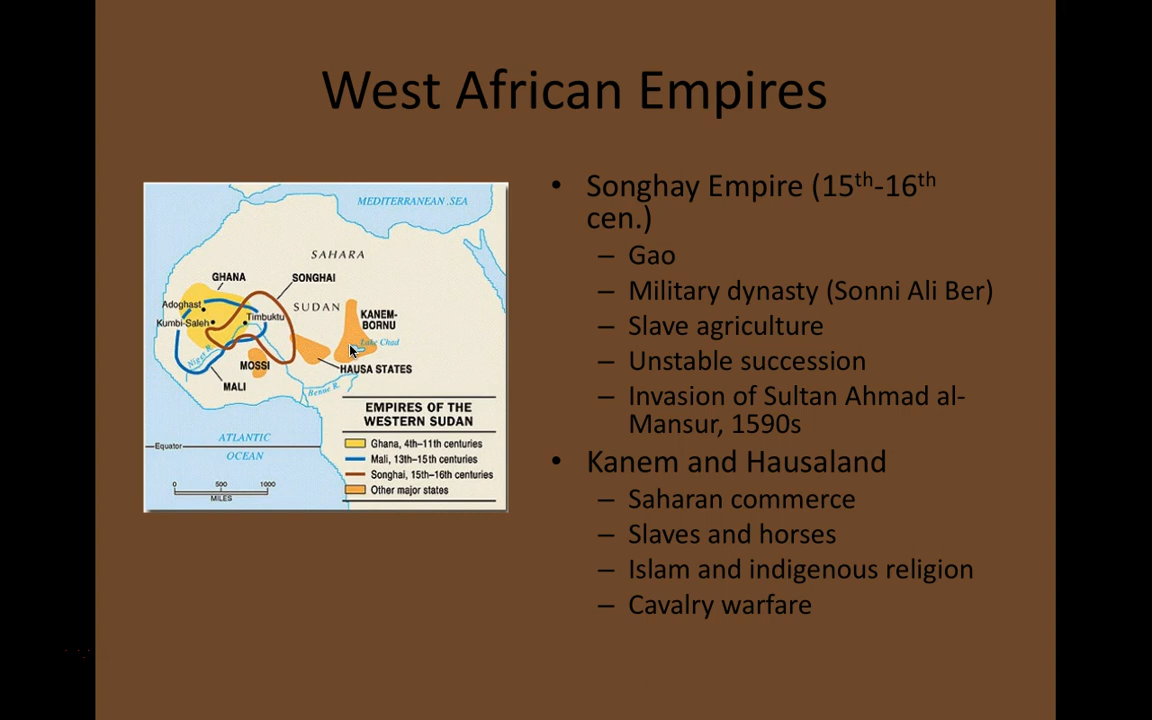 West African Empires
MEDITERRANEAN SEA
SAHARA
GHANA
SONGHAI
SUDAN
Adoghast
Kumbi-Saleh
Timbuktu
KANEM-
BORNU
Lake Chad
Niger R.
MOSSI
HAUSA STATES
MALI
Benue R.
EMPIRES OF THE
WESTERN SUDAN
ATLANTIC
Equator
OCEAN
Ghana, 4th–11th centuries
Mali, 13th–15th centuries
Songhai, 15th–16th centuries
Other major states
0 500 1000
MILES
• Songhay Empire (15th-16th
cen.)
– Gao
– Military dynasty (Sonni Ali Ber)
– Slave agriculture
– Unstable succession
– Invasion of Sultan Ahmad al-
Mansur, 1590s
• Kanem and Hausaland
– Saharan commerce
– Slaves and horses
– Islam and indigenous religion
– Cavalry warfare